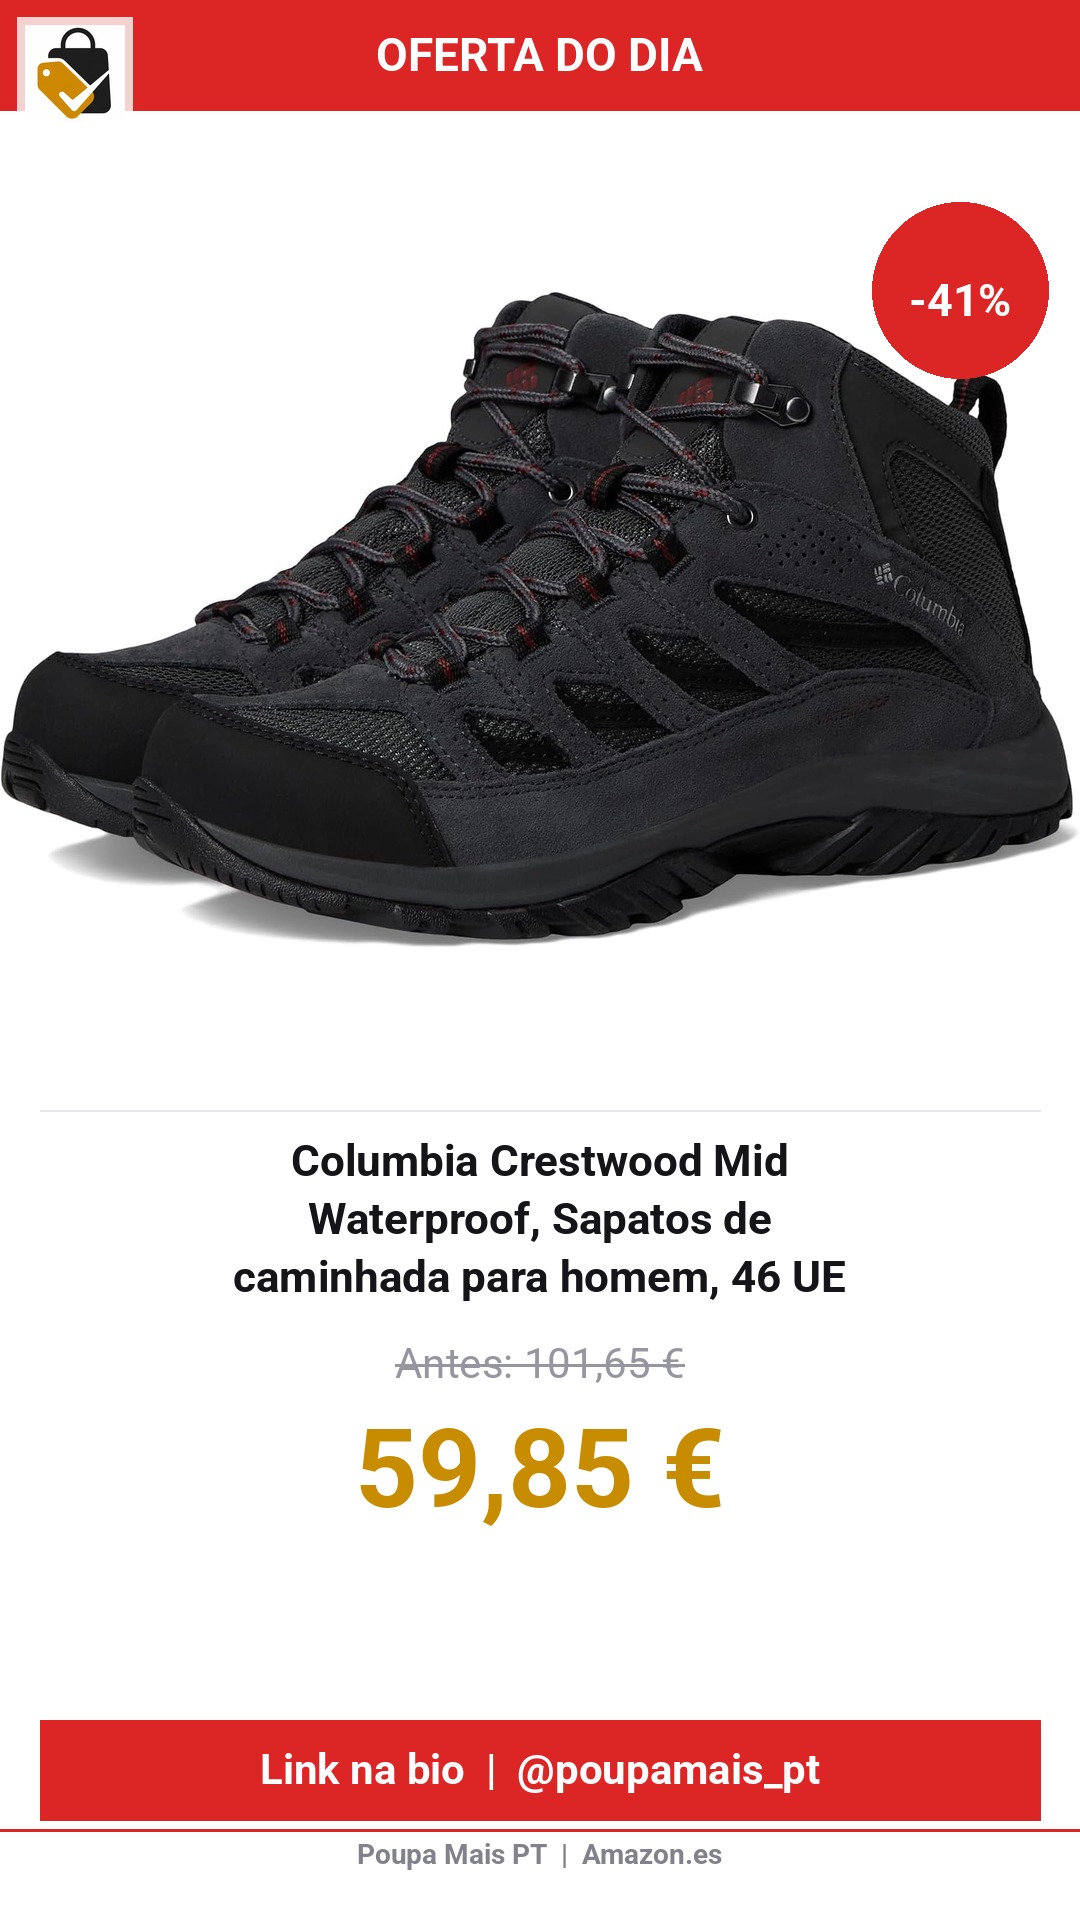 OFERTA DO DIA
-41%
Columbia
WATERPROOF
Columbia Crestwood Mid
Waterproof, Sapatos de
caminhada para homem, 46 UE
Antes: 101,65 €
59,85 €
Link na bio | @poupamais_pt
Poupa Mais PT | Amazon.es